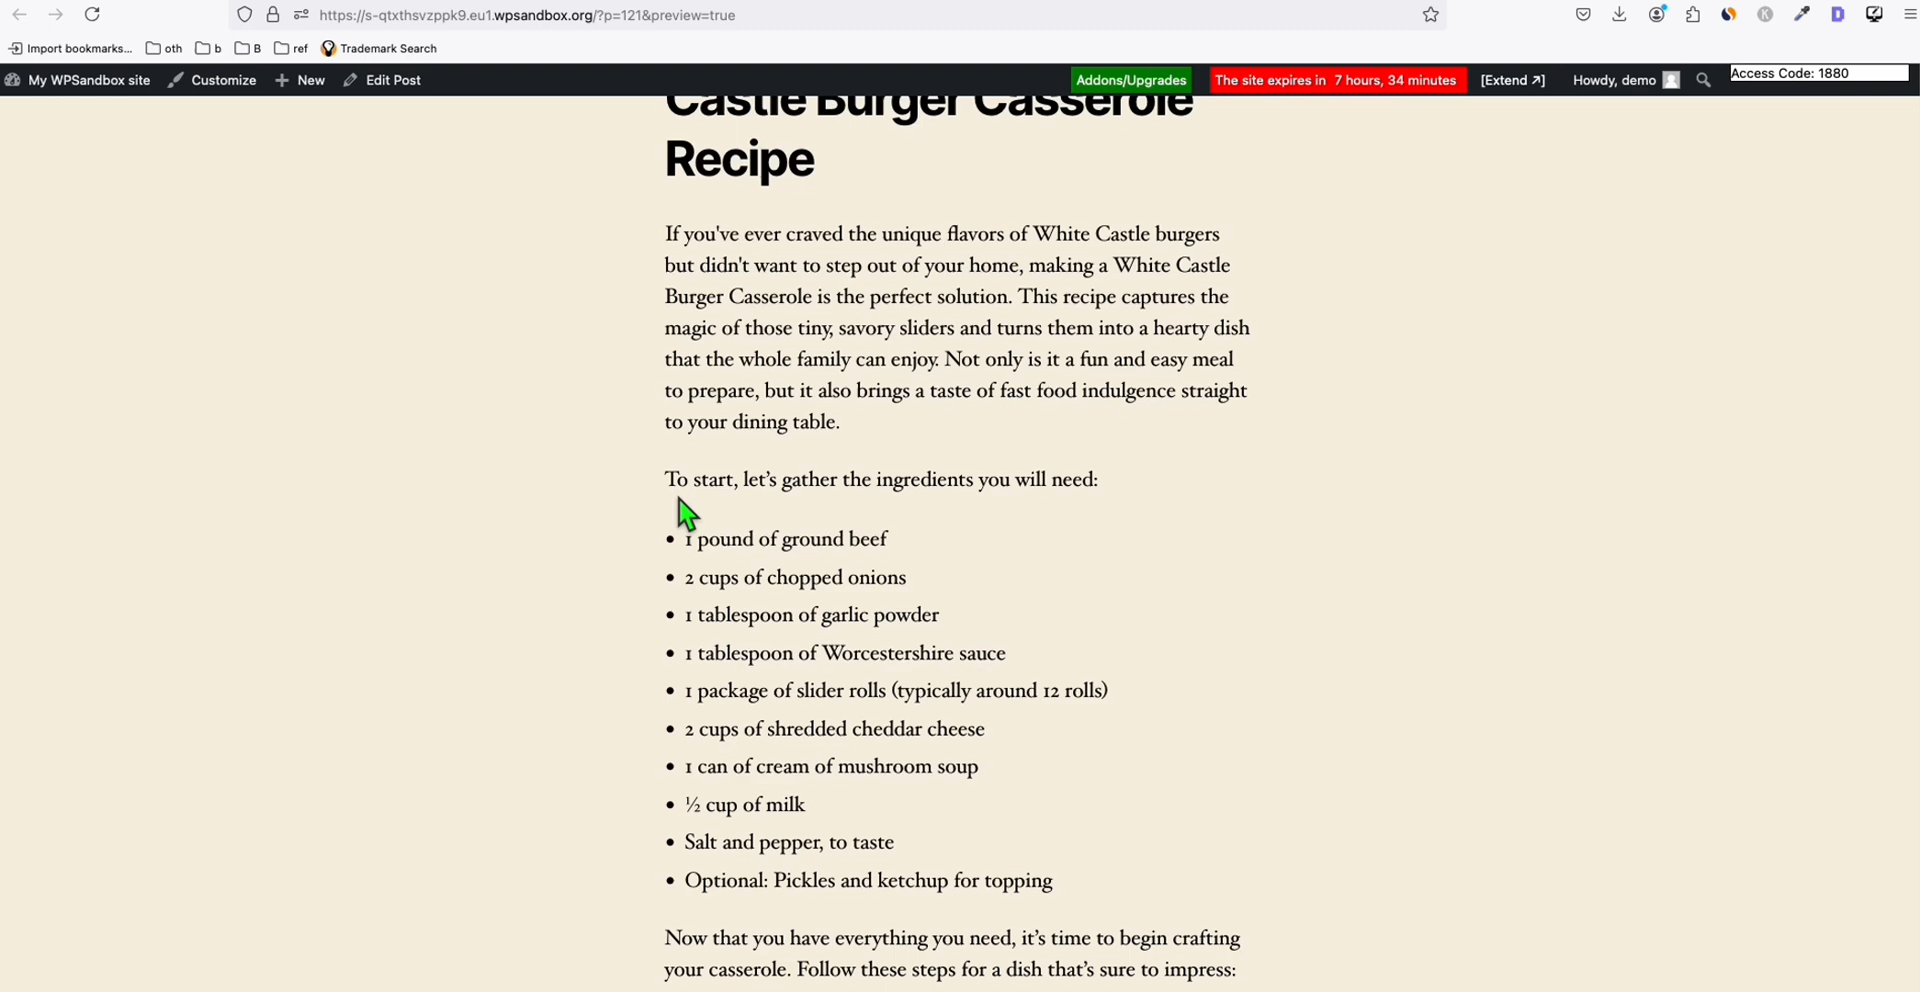 https://s-qtxthsvzppk9.eu1.wpsandbox.org/?p=121&preview=true
Import bookmarks... oth b B ref Trademark Search
My WPSandbox site Customize + New Edit Post Addons/Upgrades The site expires in 7 hours, 34 minutes [Extend ↗] Howdy, demo Access Code: 1880
Castle Burger Casserole
Recipe
If you've ever craved the unique flavors of White Castle burgers
but didn't want to step out of your home, making a White Castle
Burger Casserole is the perfect solution. This recipe captures the
magic of those tiny, savory sliders and turns them into a hearty dish
that the whole family can enjoy. Not only is it a fun and easy meal
to prepare, but it also brings a taste of fast food indulgence straight
to your dining table.
To start, let’s gather the ingredients you will need:
• 1 pound of ground beef
• 2 cups of chopped onions
• 1 tablespoon of garlic powder
• 1 tablespoon of Worcestershire sauce
• 1 package of slider rolls (typically around 12 rolls)
• 2 cups of shredded cheddar cheese
• 1 can of cream of mushroom soup
• ½ cup of milk
• Salt and pepper, to taste
• Optional: Pickles and ketchup for topping
Now that you have everything you need, it’s time to begin crafting
your casserole. Follow these steps for a dish that’s sure to impress: